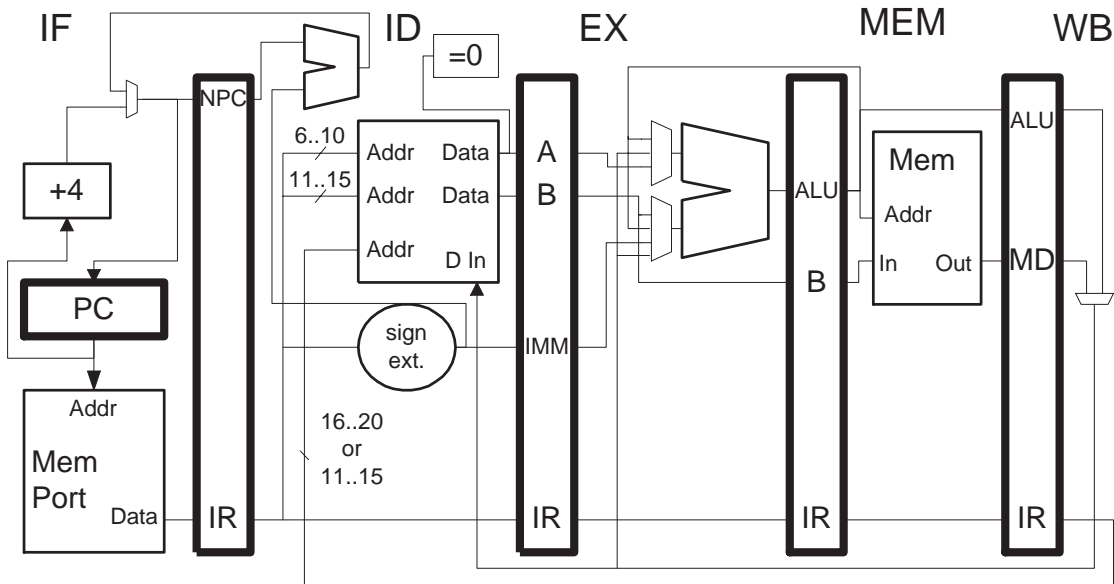 IF
ID
EX
MEM
WB
=0
NPC
+4
PC
Addr
Mem
Port
Data
IR
6..10
11..15
Addr
Data
Addr
Data
Addr
D In
sign
ext.
16..20
or
11..15
A
B
IMM
IR
ALU
B
IR
Mem
Addr
In
Out
ALU
MD
IR